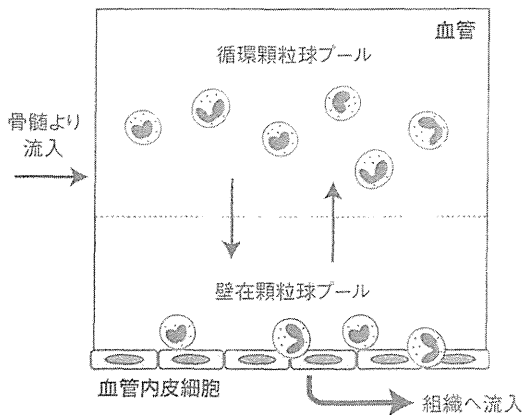 血管
循環顆粒球プール
骨髄より
流入
壁在顆粒球プール
血管内皮細胞
組織へ流入